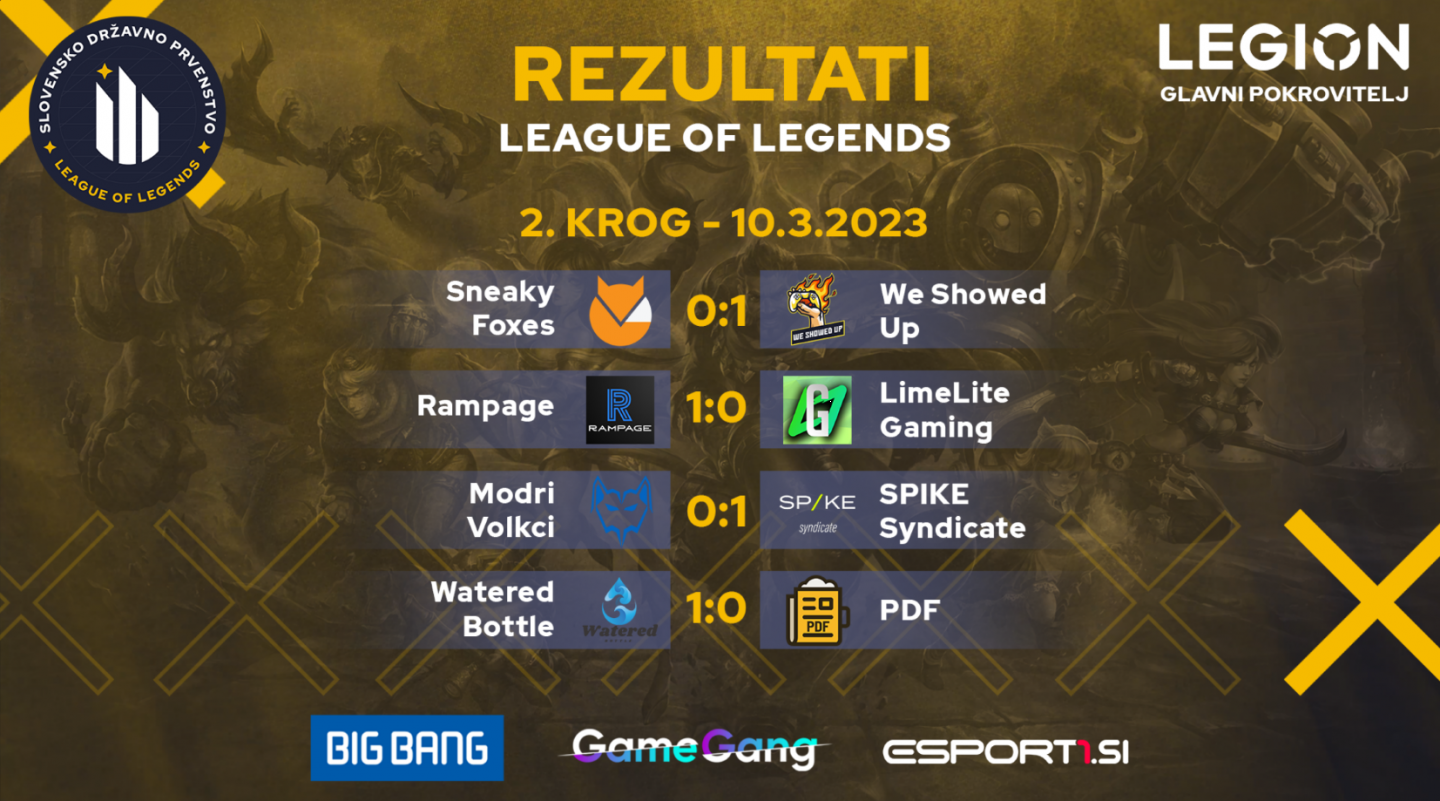 SLOVENSKO DRŽAVNO PRVENSTVO
LEAGUE OF LEGENDS
REZULTATI
LEAGUE OF LEGENDS
LEGION
GLAVNI POKROVITELJ
2. KROG - 10.3.2023
Sneaky
Foxes
0:1
WE SHOWED UP
We Showed
Up
Rampage
R
RAMPAGE
1:0
G
LimeLite
Gaming
Modri
Volkci
0:1
SP/KE
syndicate
SPIKE
Syndicate
Watered
Bottle
Watered
1:0
PDF
PDF
BIG BANG
GameGang
ESPORT1.SI